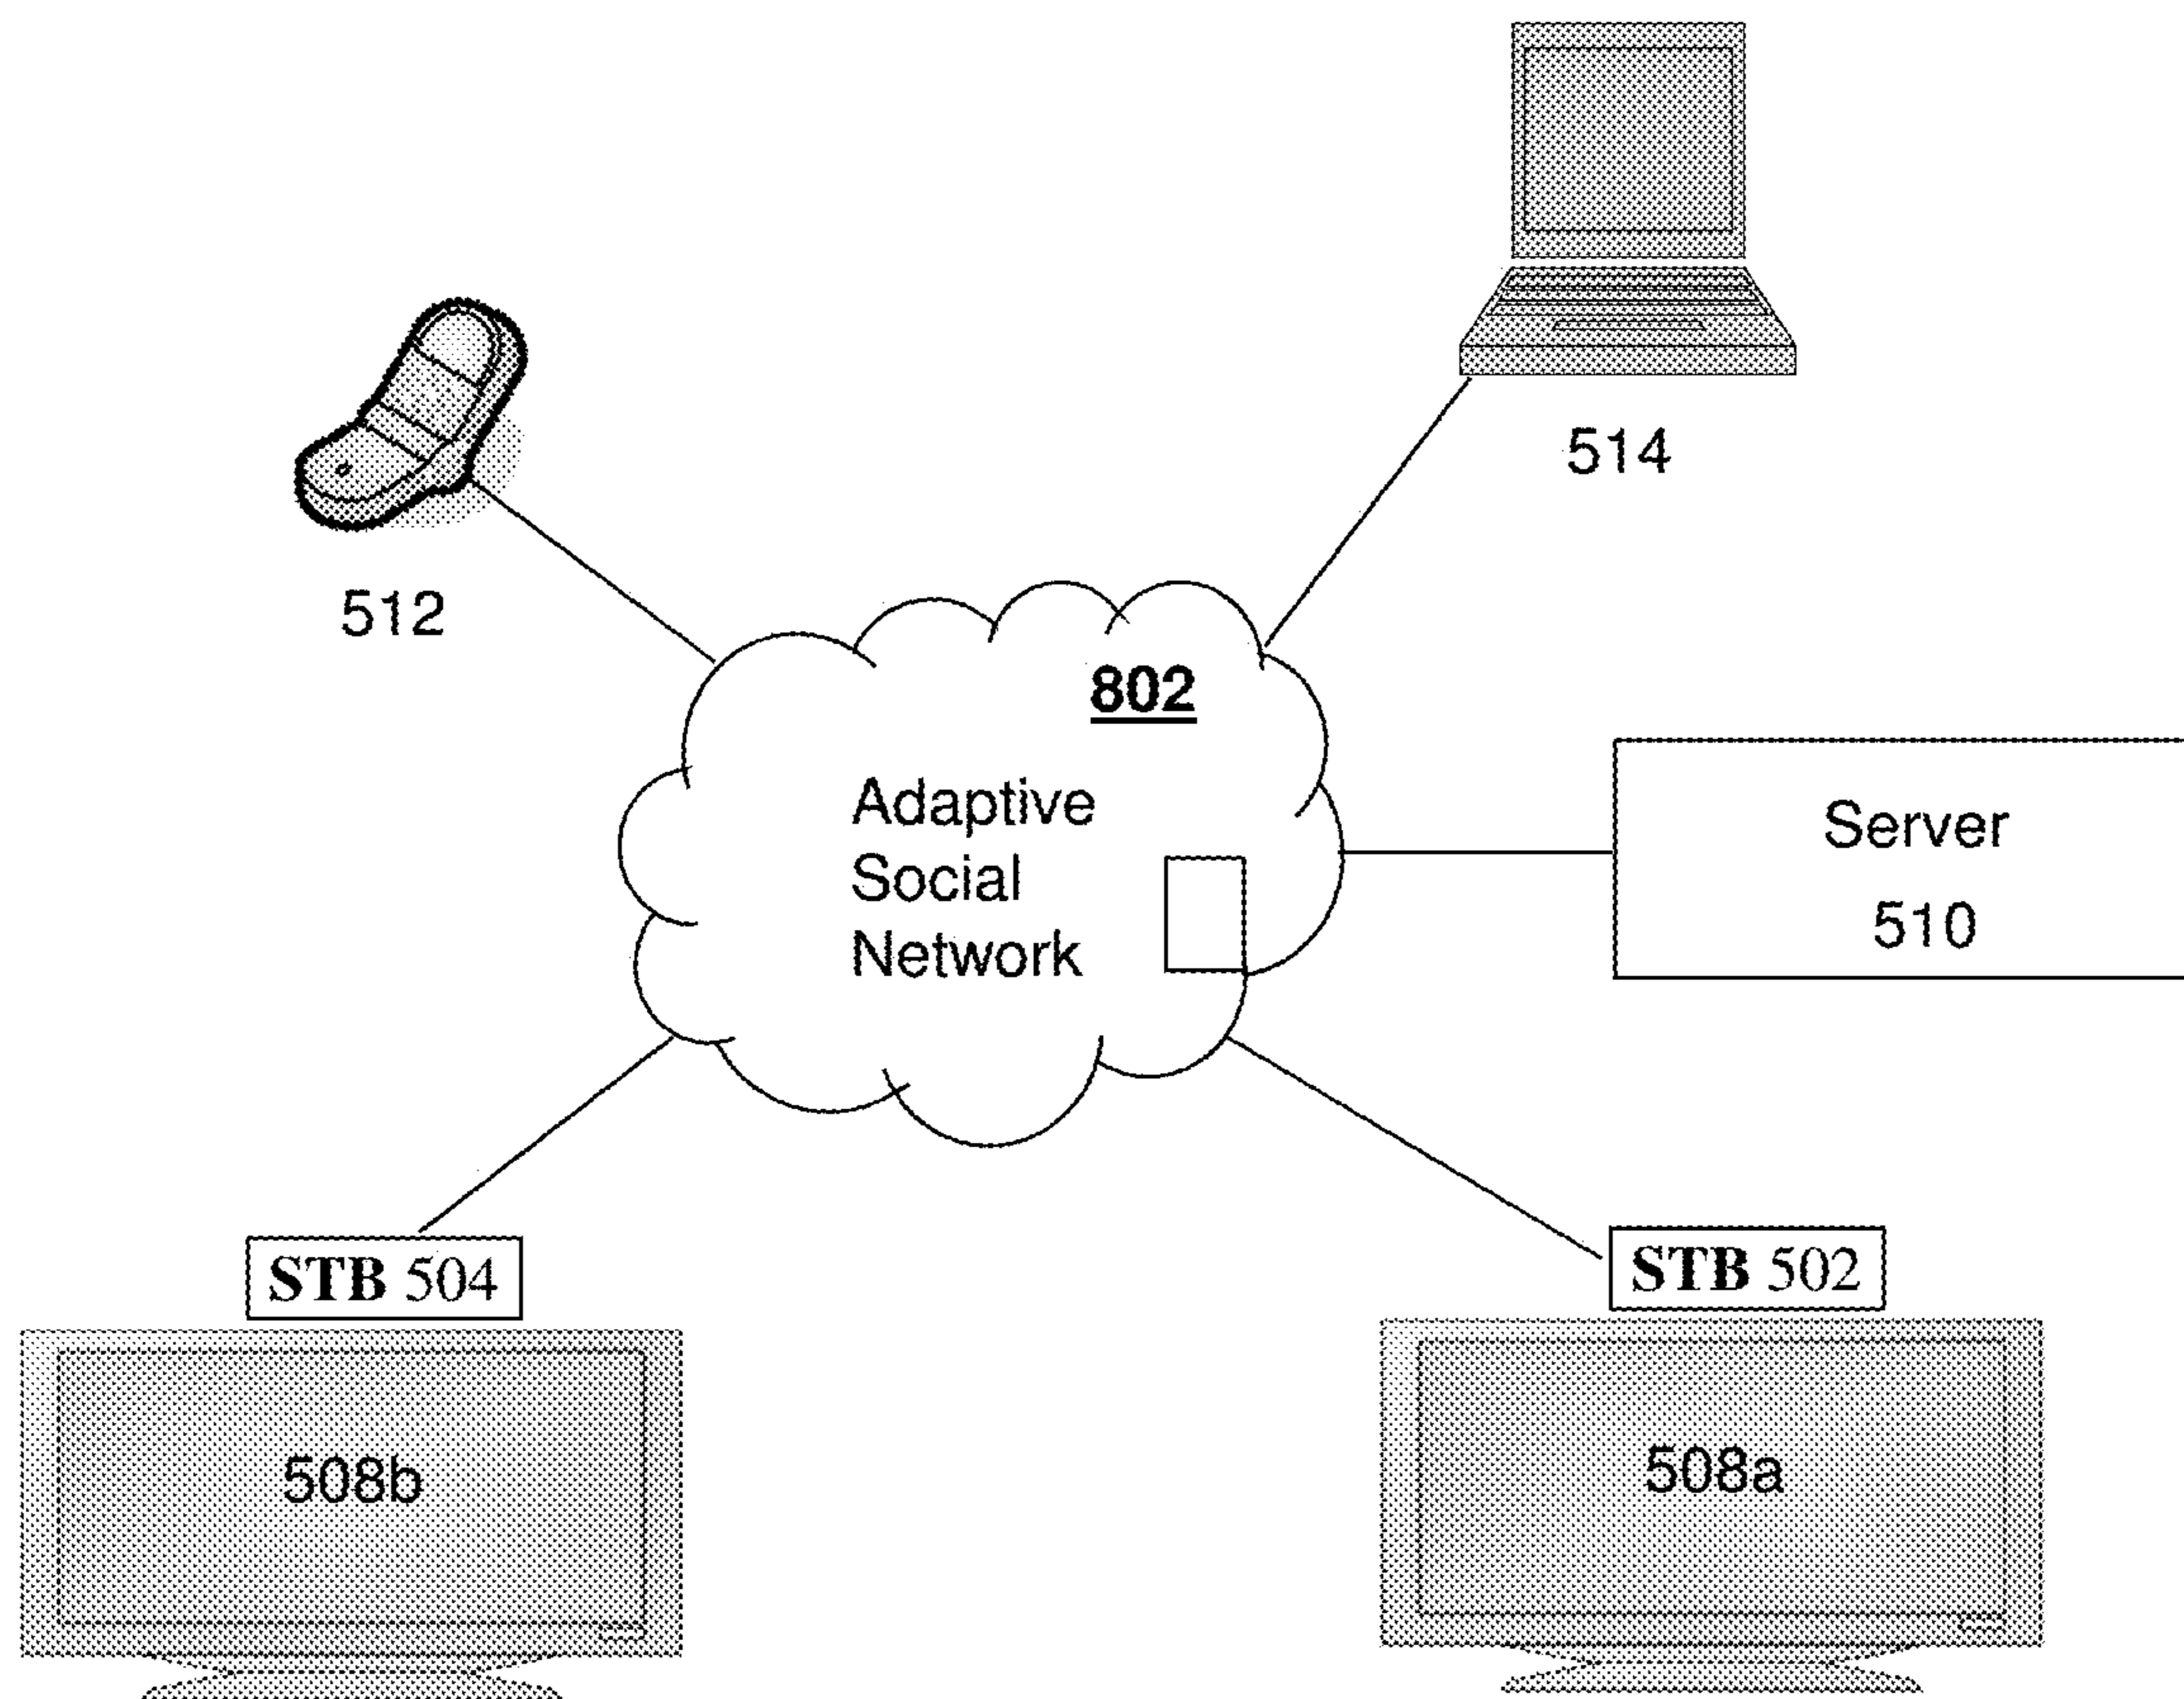 514
512
802
Adaptive
Social
Network
Server
510
STB 504
STB 502
508b
508a